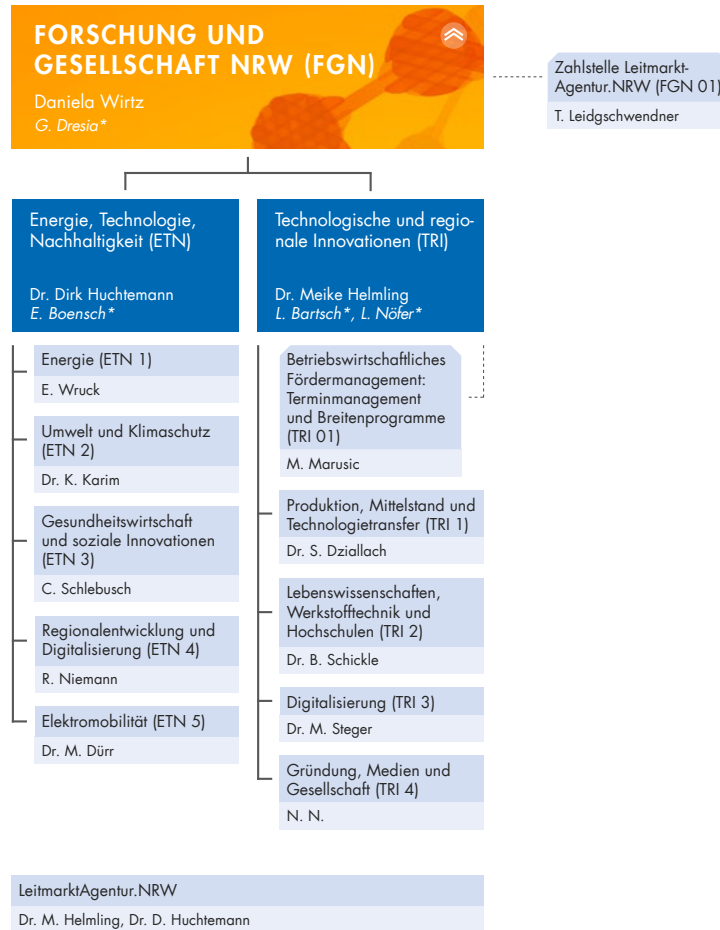 FORSCHUNG UND
GESELLSCHAFT NRW (FGN)
Daniela Wirtz
G. Dresia*
Zahlstelle Leitmarkt-
Agentur.NRW (FGN 01)
T. Leidgschwendner
Energie, Technologie,
Nachhaltigkeit (ETN)
Dr. Dirk Huchtemann
E. Boensch*
Energie (ETN 1)
E. Wruck
Umwelt und Klimaschutz
(ETN 2)
Dr. K. Karim
Gesundheitswirtschaft
und soziale Innovationen
(ETN 3)
C. Schlebusch
Regionalentwicklung und
Digitalisierung (ETN 4)
R. Niemann
Elektromobilität (ETN 5)
Dr. M. Dürr
Technologische und regio-
nale Innovationen (TRI)
Dr. Meike Helmling
L. Bartsch*, L. Nöfer*
Betriebswirtschaftliches
Fördermanagement:
Terminmanagement
und Breitenprogramme
(TRI 01)
M. Marusic
Produktion, Mittelstand und
Technologietransfer (TRI 1)
Dr. S. Dziallach
Lebenswissenschaften,
Werkstofftechnik und
Hochschulen (TRI 2)
Dr. B. Schickle
Digitalisierung (TRI 3)
Dr. M. Steger
Gründung, Medien und
Gesellschaft (TRI 4)
N. N.
LeitmarktAgentur.NRW
Dr. M. Helmling, Dr. D. Huchtemann